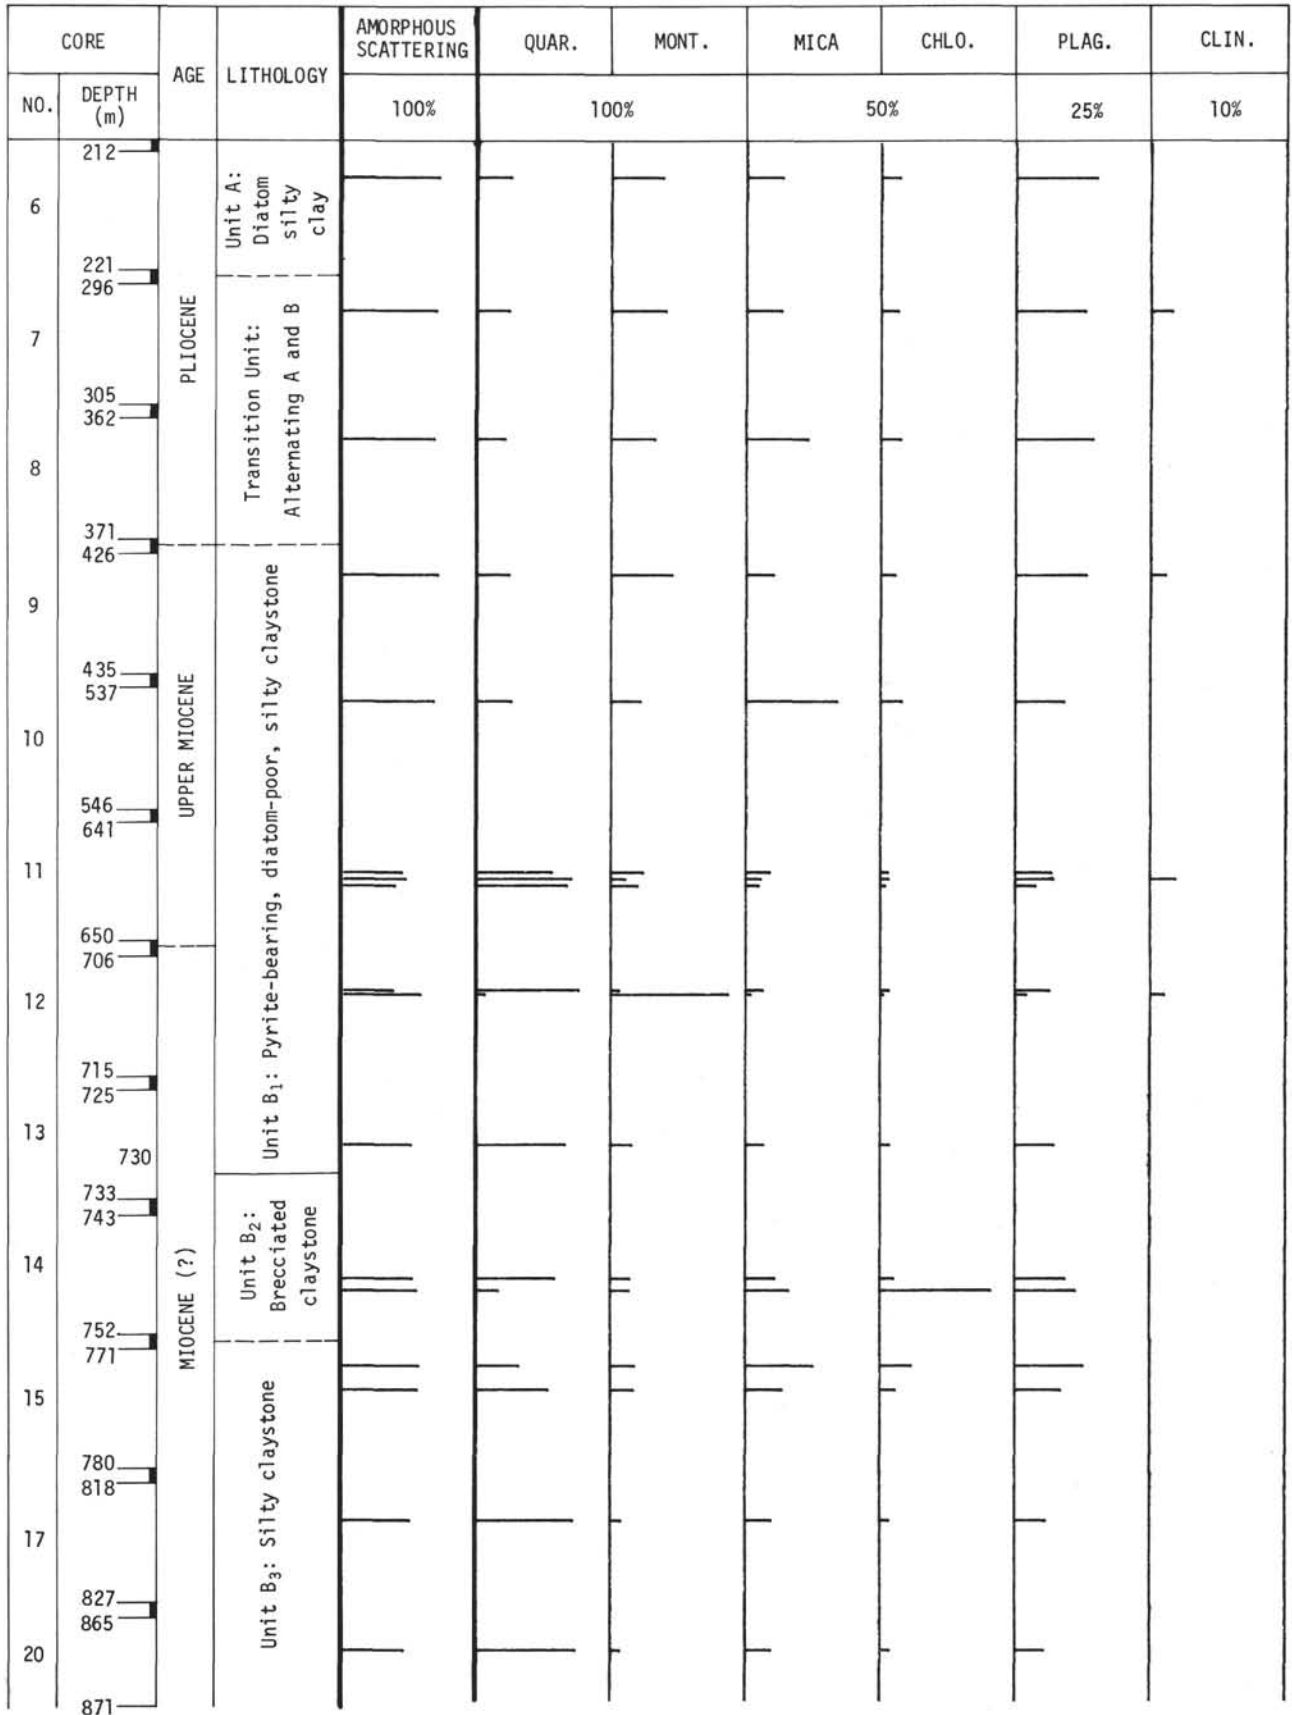 CORE
NO.
DEPTH
(m)
AGE
LITHOLOGY
AMORPHOUS
SCATTERING
100%
QUAR.
MONT.
100%
MICA
CHLO.
50%
PLAG.
25%
CLIN.
10%
212
6
221
296
7
305
362
8
371
426
9
435
537
10
546
641
11
650
706
12
715
725
13
730
733
743
14
752
771
15
780
818
17
827
865
20
871
PLIOCENE
UPPER MIOCENE
MIOCENE (?)
Unit A:
Diatom
silty
clay
Transition Unit:
Alternating A and B
Unit B₁: Pyrite-bearing, diatom-poor, silty claystone
Unit B₂:
Brecciated
claystone
Unit B₃: Silty claystone